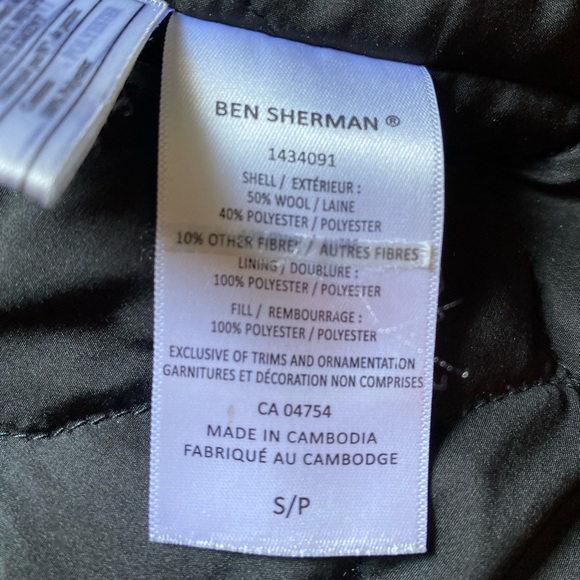 BEN SHERMAN ®
1434091
SHELL / EXTÉRIEUR :
50% WOOL / LAINE
40% POLYESTER / POLYESTER
10% OTHER FIBRE / AUTRES FIBRES
LINING / DOUBLURE :
100% POLYESTER / POLYESTER
FILL / REMBOURRAGE :
100% POLYESTER / POLYESTER
EXCLUSIVE OF TRIMS AND ORNAMENTATION
GARNITURES ET DÉCORATION NON COMPRISES
CA 04754
MADE IN CAMBODIA
FABRIQUÉ AU CAMBODGE
S/P